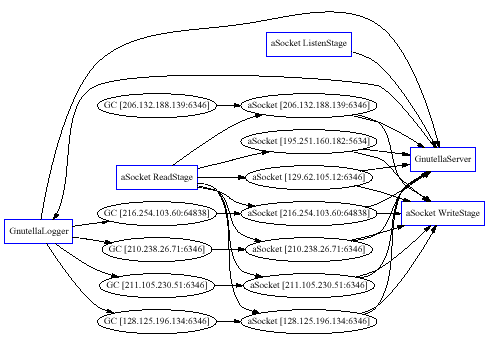 aSocket ListenStage
GC [206.132.188.139:6346]
aSocket [206.132.188.139:6346]
aSocket [195.251.160.182:5634]
GnutellaServer
aSocket ReadStage
aSocket [129.62.105.12:6346]
GC [216.254.103.60:64838]
aSocket [216.254.103.60:64838]
aSocket WriteStage
GnutellaLogger
GC [210.238.26.71:6346]
aSocket [210.238.26.71:6346]
GC [211.105.230.51:6346]
aSocket [211.105.230.51:6346]
GC [128.125.196.134:6346]
aSocket [128.125.196.134:6346]